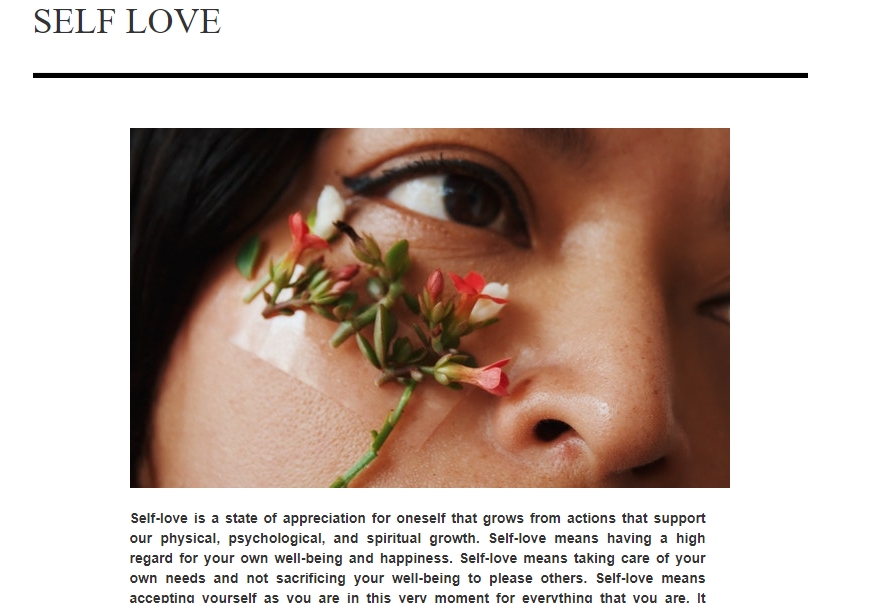 SELF LOVE
Self-love is a state of appreciation for oneself that grows from actions that support
our physical, psychological, and spiritual growth. Self-love means having a high
regard for your own well-being and happiness. Self-love means taking care of your
own needs and not sacrificing your well-being to please others. Self-love means
accepting yourself as you are in this very moment for everything that you are. It